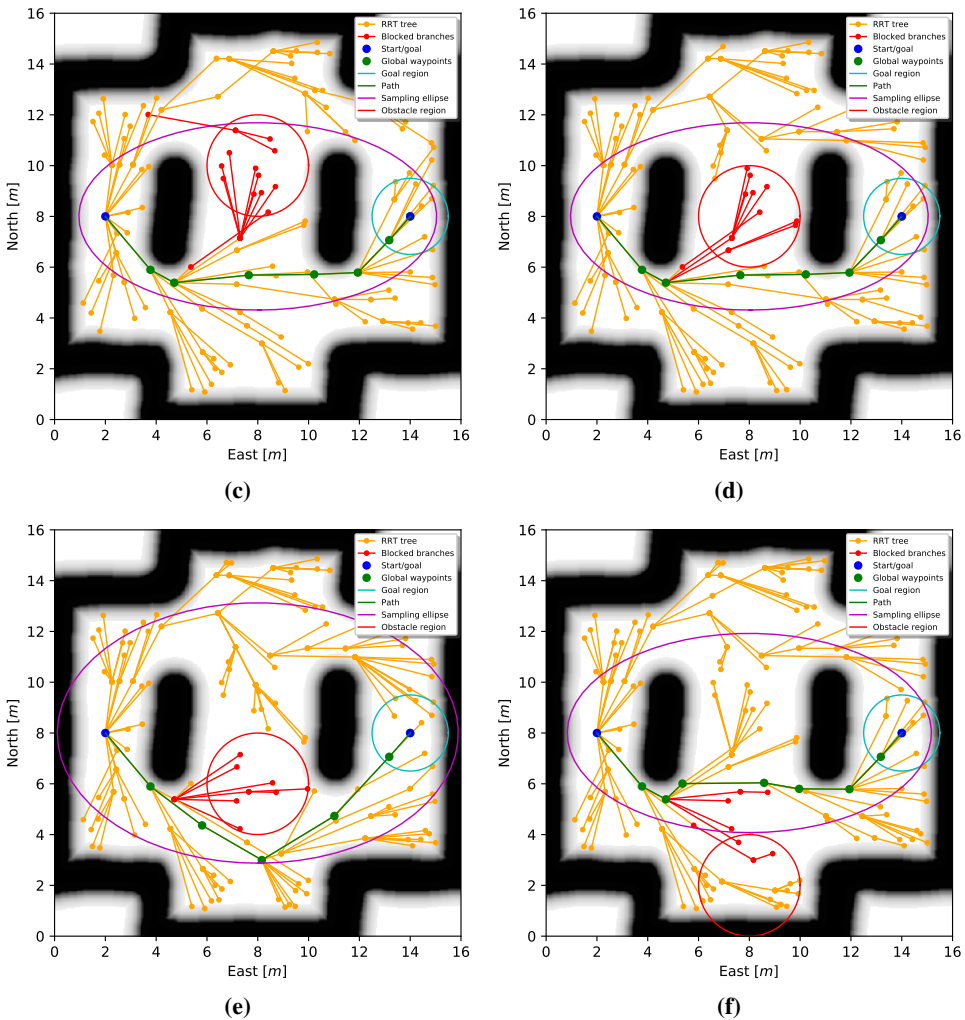 16
14
12
10
8
6
4
2
0
North [m]
0 2 4 6 8 10 12 14 16
East [m]
RRT tree
Blocked branches
Start/goal
Global waypoints
Goal region
Path
Sampling ellipse
Obstacle region
(c)
16
14
12
10
8
6
4
2
0
North [m]
0 2 4 6 8 10 12 14 16
East [m]
RRT tree
Blocked branches
Start/goal
Global waypoints
Goal region
Path
Sampling ellipse
Obstacle region
(d)
16
14
12
10
8
6
4
2
0
North [m]
0 2 4 6 8 10 12 14 16
East [m]
RRT tree
Blocked branches
Start/goal
Global waypoints
Goal region
Path
Sampling ellipse
Obstacle region
(e)
16
14
12
10
8
6
4
2
0
North [m]
0 2 4 6 8 10 12 14 16
East [m]
RRT tree
Blocked branches
Start/goal
Global waypoints
Goal region
Path
Sampling ellipse
Obstacle region
(f)